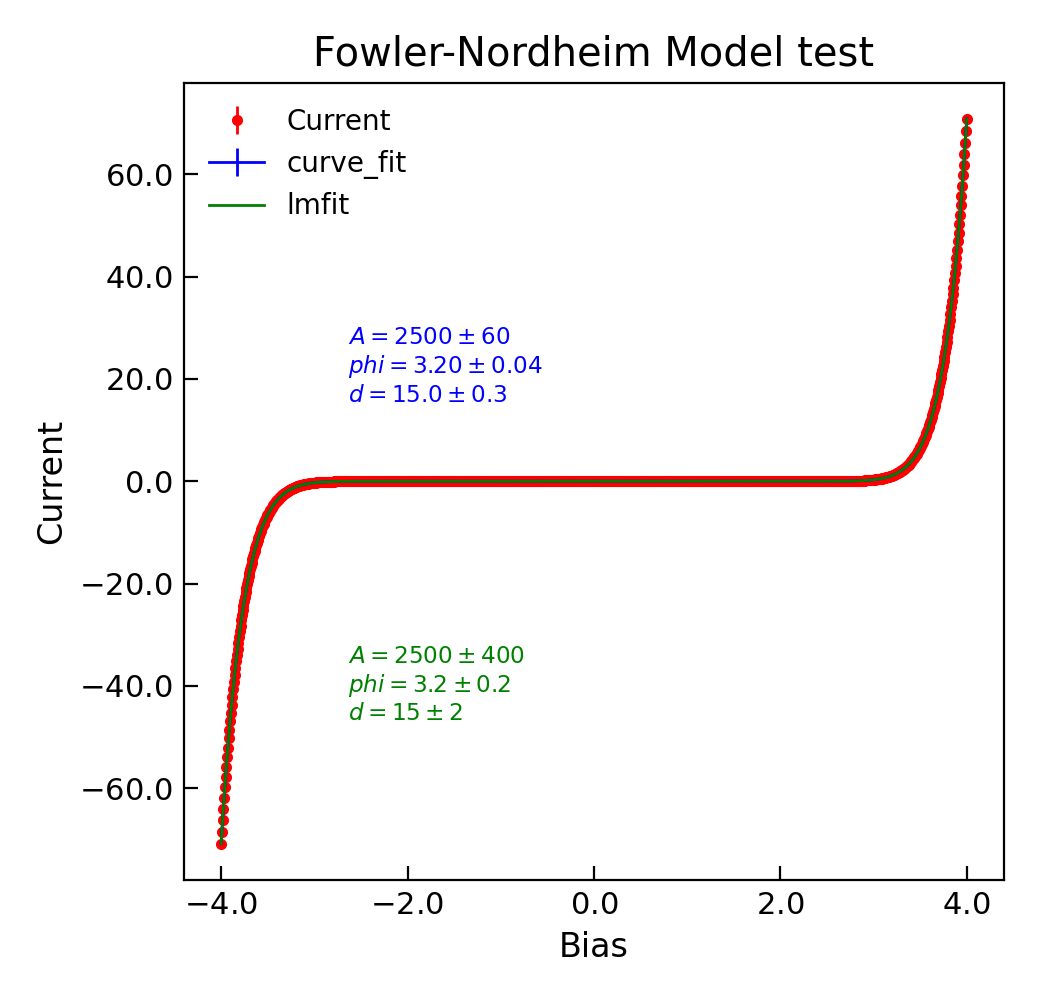 Fowler-Nordheim Model test
Current
curve_fit
lmfit
60.0
40.0
20.0
0.0
−20.0
−40.0
−60.0
A = 2500 ± 60
phi = 3.20 ± 0.04
d = 15.0 ± 0.3
A = 2500 ± 400
phi = 3.2 ± 0.2
d = 15 ± 2
Current
−4.0 −2.0 0.0 2.0 4.0
Bias